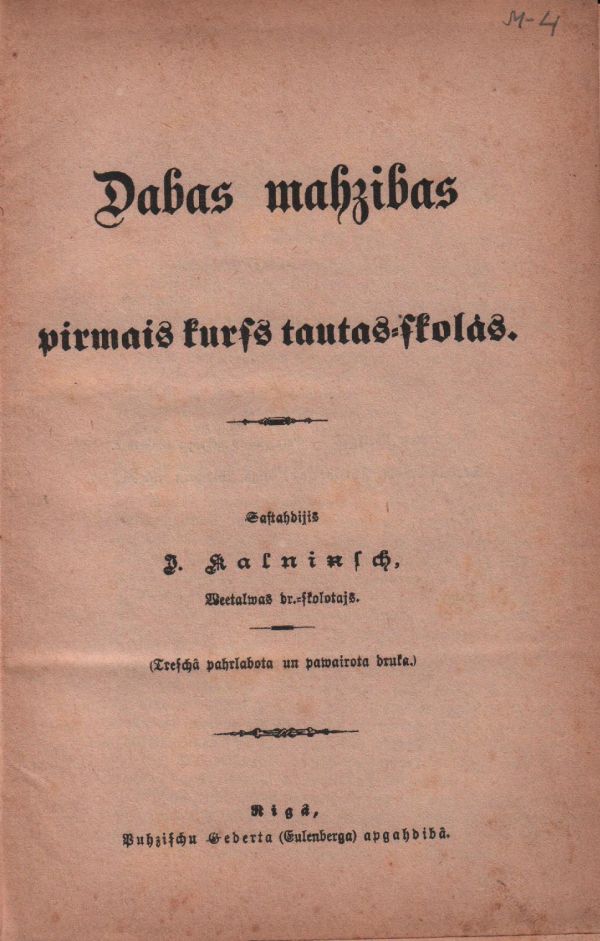 M-4
Dabas mahzibas
pirmais kurſs tautas-ſkolâs.
Saſtahdijis
J. Kalninſch,
Weetalwas dr.-ſkolotajs.
(Treſchâ pahrlabota un pawairota druka.)
Rigâ,
Puhziſchu Gederta (Eulenberga) apgahdibâ.